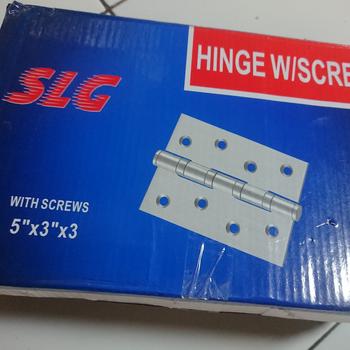 SLG
HINGE W/SCRE
WITH SCREWS
5"x3"x3